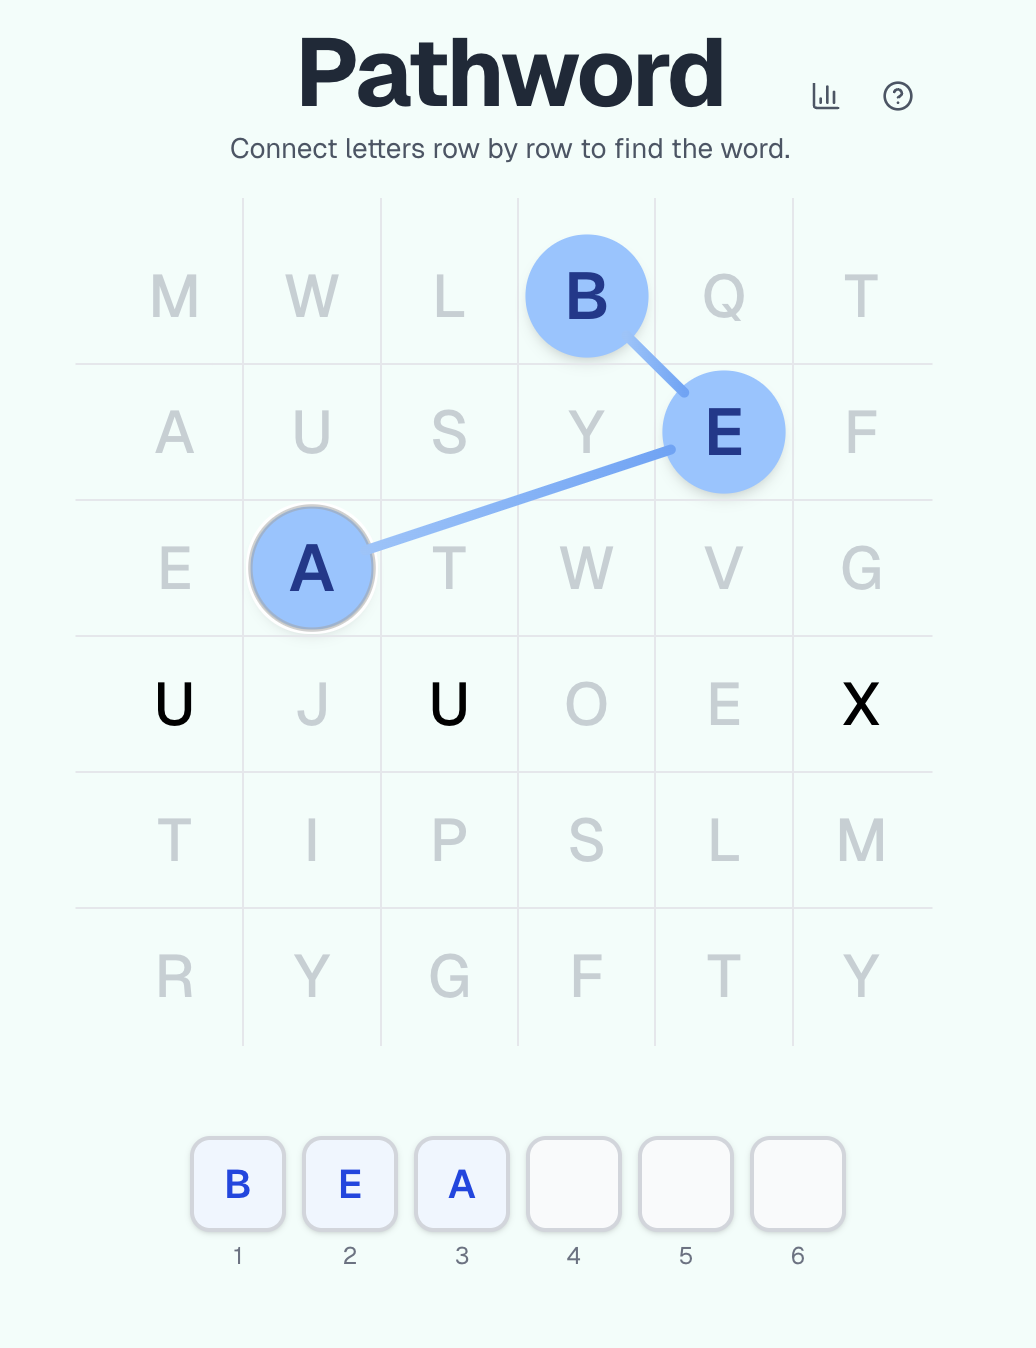 Pathword
Connect letters row by row to find the word.
M W L B Q T
A U S Y E F
E A T W V G
U J U O E X
T I P S L M
R Y G F T Y
B E A
1 2 3 4 5 6